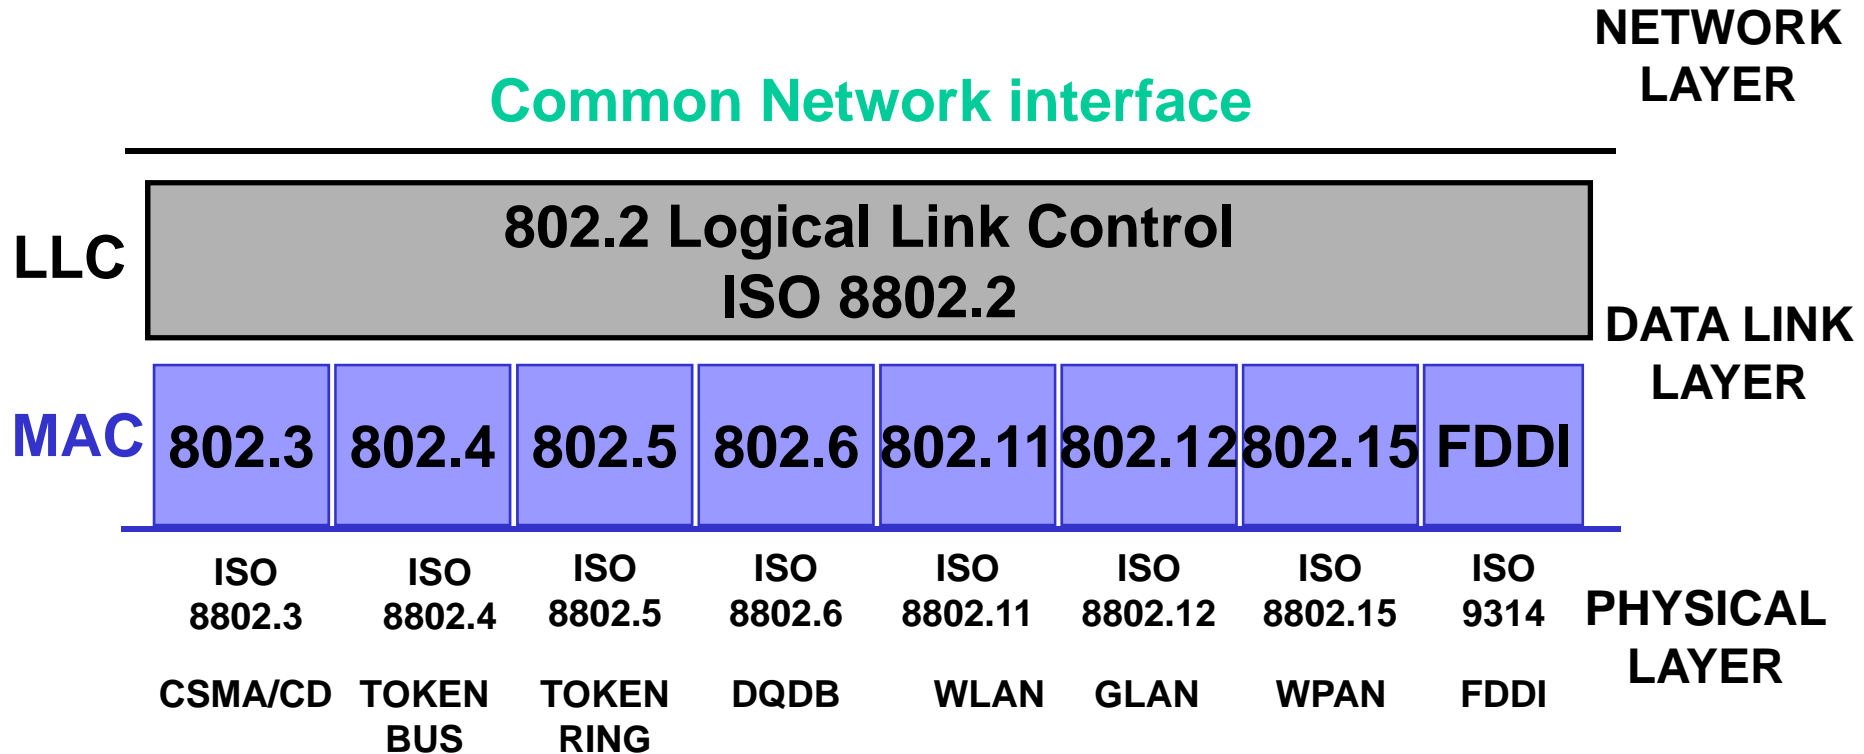 NETWORK
LAYER
Common Network interface
LLC
802.2 Logical Link Control
ISO 8802.2
DATA LINK
LAYER
MAC
802.3 802.4 802.5 802.6 802.11 802.12 802.15 FDDI
ISO ISO ISO ISO ISO ISO ISO ISO
8802.3 8802.4 8802.5 8802.6 8802.11 8802.12 8802.15 9314
PHYSICAL
LAYER
CSMA/CD TOKEN TOKEN DQDB WLAN GLAN WPAN FDDI
BUS RING